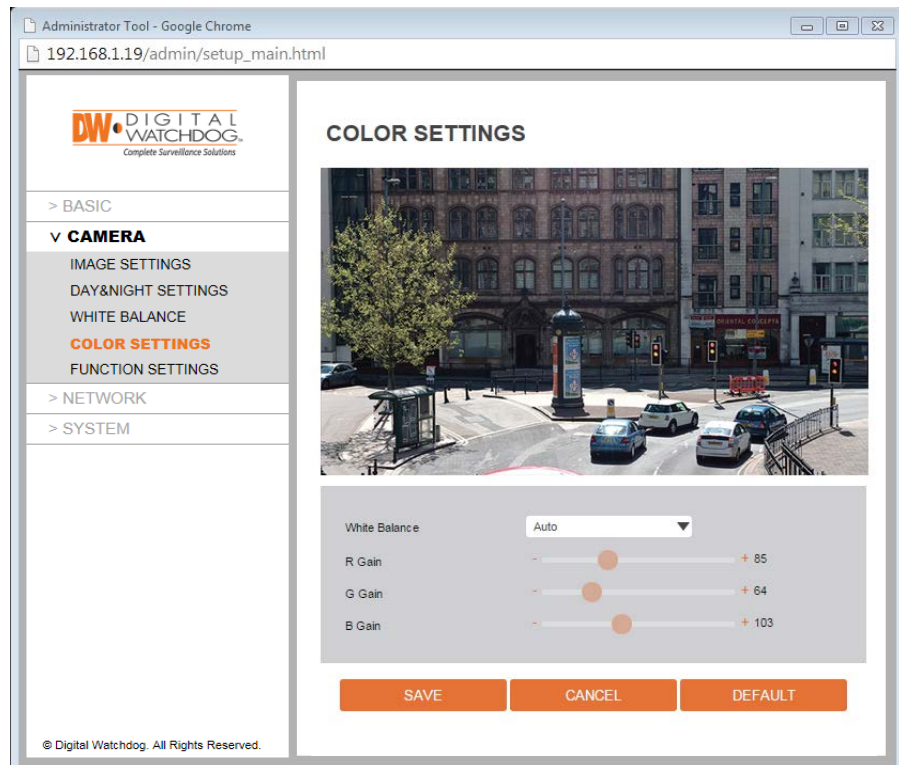 Administrator Tool - Google Chrome
192.168.1.19/admin/setup_main.html
DW DIGITAL
WATCHDOG
Complete Surveillance Solutions
> BASIC
v CAMERA
IMAGE SETTINGS
DAY&NIGHT SETTINGS
WHITE BALANCE
COLOR SETTINGS
FUNCTION SETTINGS
> NETWORK
> SYSTEM
© Digital Watchdog. All Rights Reserved.
COLOR SETTINGS
ORIENTAL CONCEPTS
White Balance Auto
R Gain - + 85
G Gain - + 64
B Gain - + 103
SAVE CANCEL DEFAULT